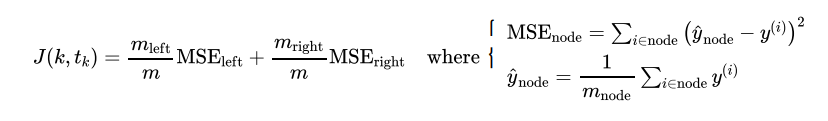 J(k, t_k) = \frac{m_{\text{left}}}{m} \text{MSE}_{\text{left}} + \frac{m_{\text{right}}}{m} \text{MSE}_{\text{right}} \quad \text{where} \begin{cases} \text{MSE}_{\text{node}} = \sum_{i \in \text{node}} \left( \hat{y}_{\text{node}} - y^{(i)} \right)^2 \\ \hat{y}_{\text{node}} = \frac{1}{m_{\text{node}}} \sum_{i \in \text{node}} y^{(i)} \end{cases}